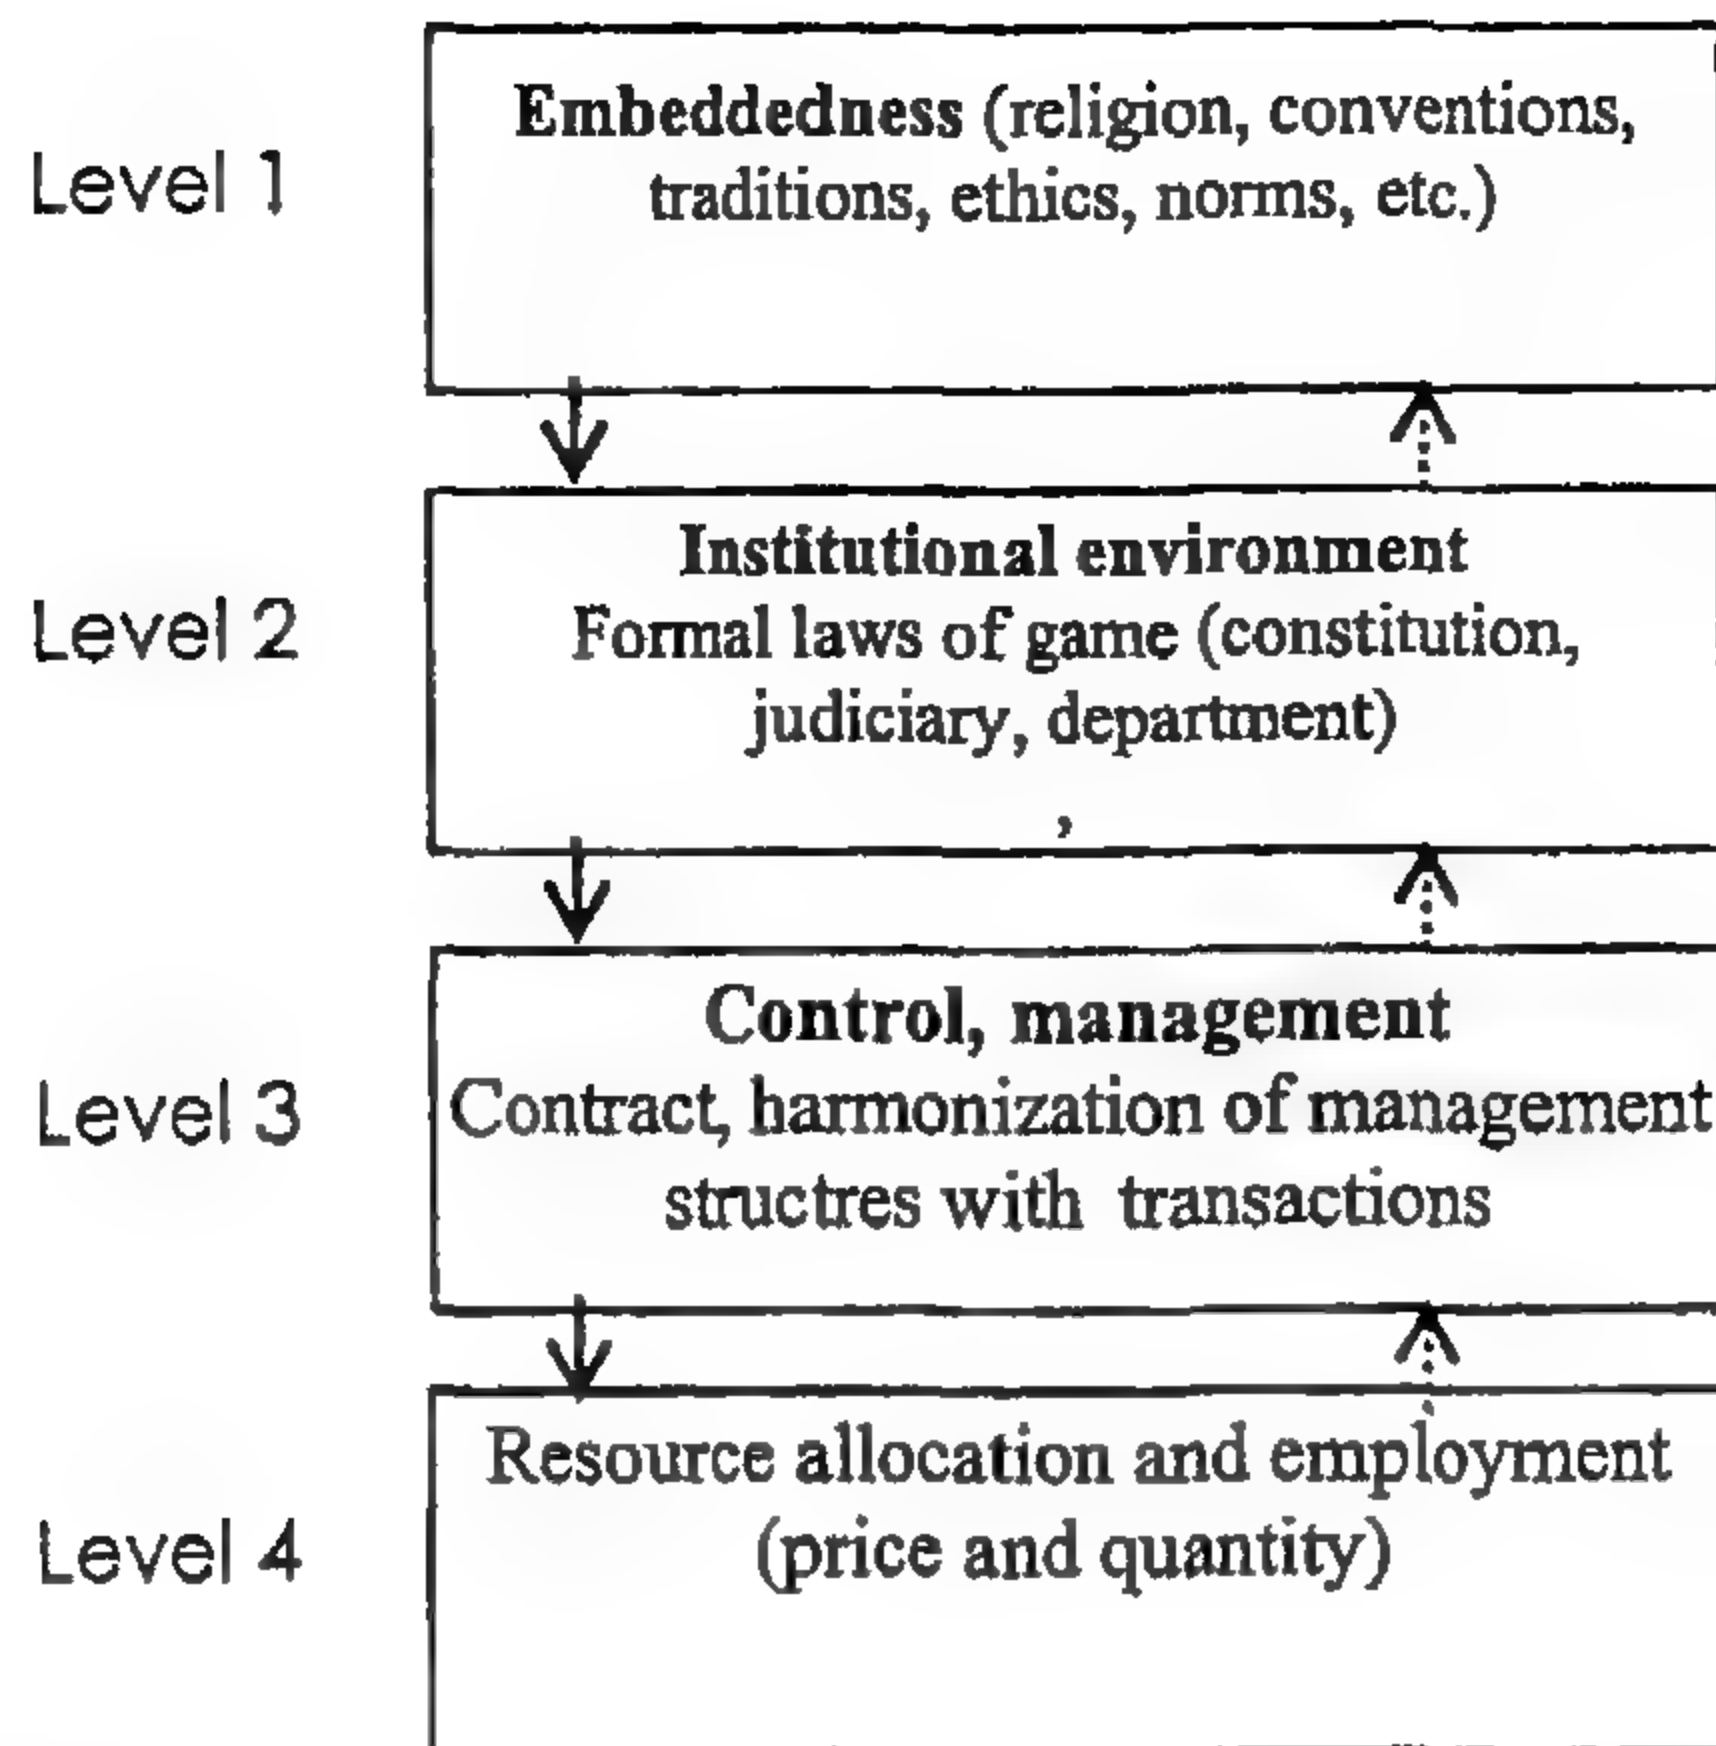 Level 1
Embeddedness (religion, conventions,
traditions, ethics, norms, etc.)
Level 2
Institutional environment
Formal laws of game (constitution,
judiciary, department)
,
Level 3
Control, management
Contract, harmonization of management
structres with transactions
Level 4
Resource allocation and employment
(price and quantity)